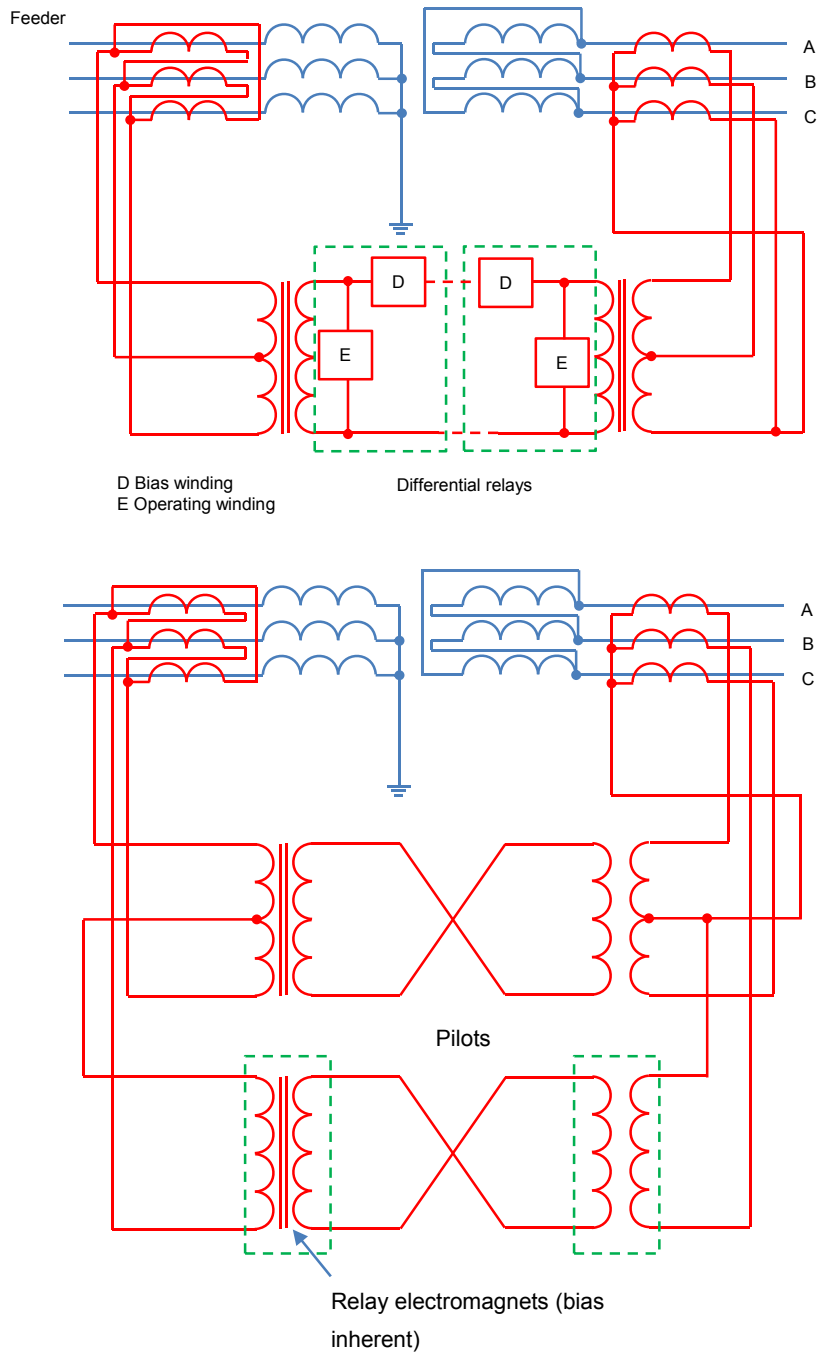 Feeder
A
B
C
D
D
E
E
D Bias winding
E Operating winding
Differential relays
A
B
C
Pilots
Relay electromagnets (bias
inherent)